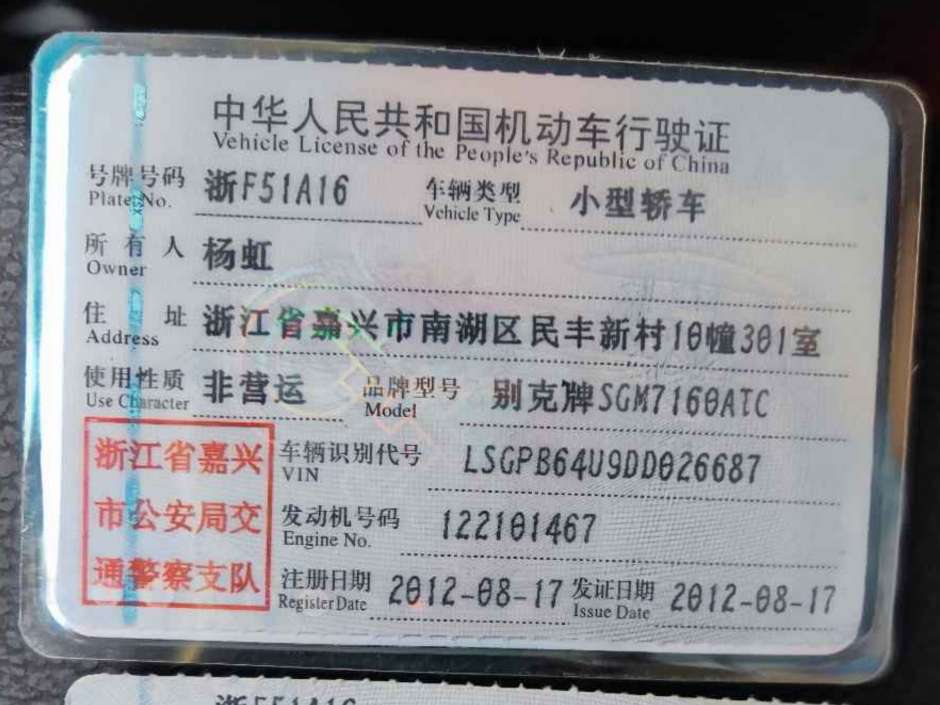 中华人民共和国机动车行驶证
Vehicle License of the People's Republic of China
号牌号码 浙F51A16 车辆类型 小型轿车
Plate No. Vehicle Type
所有人 杨虹
Owner
住址 浙江省嘉兴市南湖区民丰新村10幢301室
Address
使用性质 非营运 品牌型号 别克牌SGM7160ATC
Use Character Model
浙江省嘉兴
市公安局交
通警察支队
车辆识别代号 LSGPB64U9DD026687
VIN
发动机号码 122101467
Engine No.
注册日期 2012-08-17 发证日期 2012-08-17
Register Date Issue Date
浙F51A16